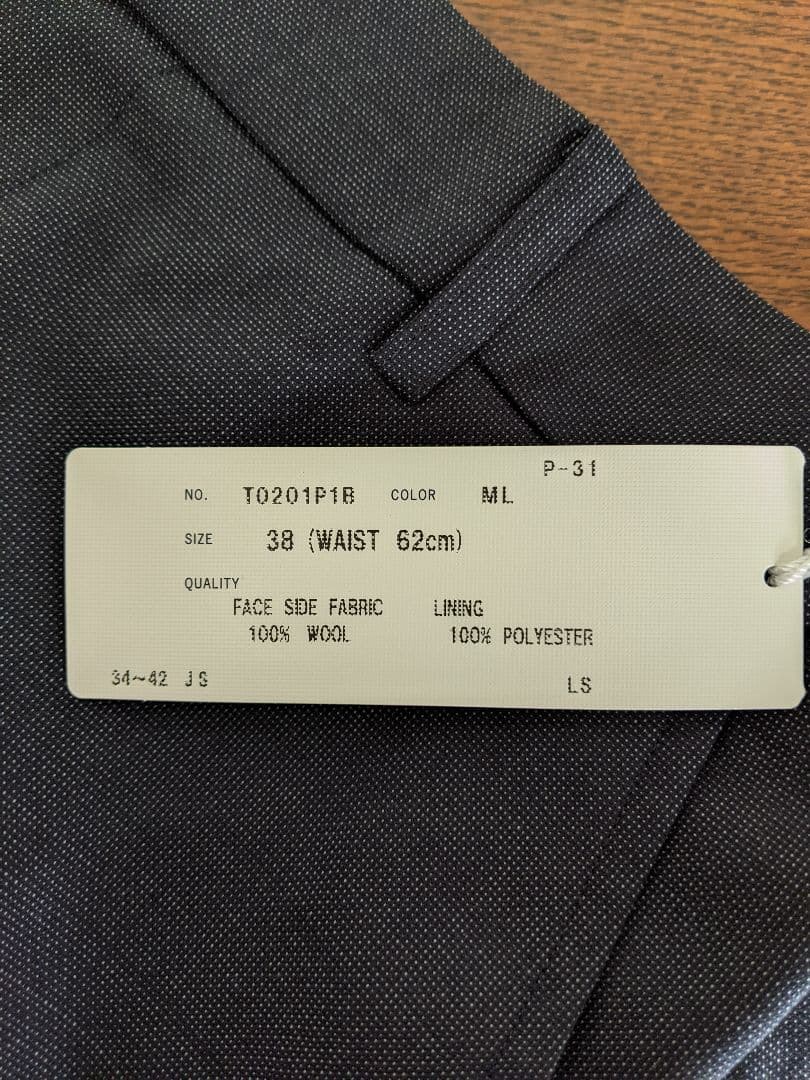 P-31
NO. T0201P1B COLOR ML
SIZE 38 (WAIST 62cm)
QUALITY
FACE SIDE FABRIC LINING
100% WOOL 100% POLYESTER
34~42 JS LS